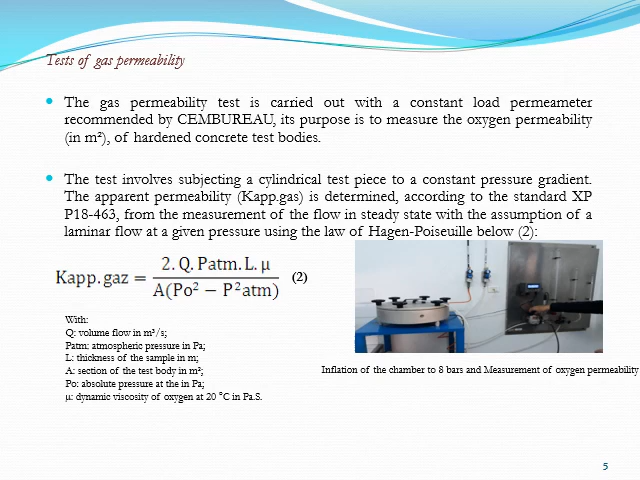 Tests of gas permeability
The gas permeability test is carried out with a constant load permeameter
recommended by CEMBUREAU, its purpose is to measure the oxygen permeability
(in m²), of hardened concrete test bodies.
The test involves subjecting a cylindrical test piece to a constant pressure gradient.
The apparent permeability (Kapp.gas) is determined, according to the standard XP
P18-463, from the measurement of the flow in steady state with the assumption of a
laminar flow at a given pressure using the law of Hagen-Poiseuille below (2):
Kapp.gaz = 2.Q.Patm.L.μ / A(Po² − P²atm) (2)
With:
Q: volume flow in m³/s;
Patm: atmospheric pressure in Pa;
L: thickness of the sample in m;
A: section of the test body in m²;
Po: absolute pressure at the in Pa;
μ: dynamic viscosity of oxygen at 20 °C in Pa.S.
Inflation of the chamber to 8 bars and Measurement of oxygen permeability
5